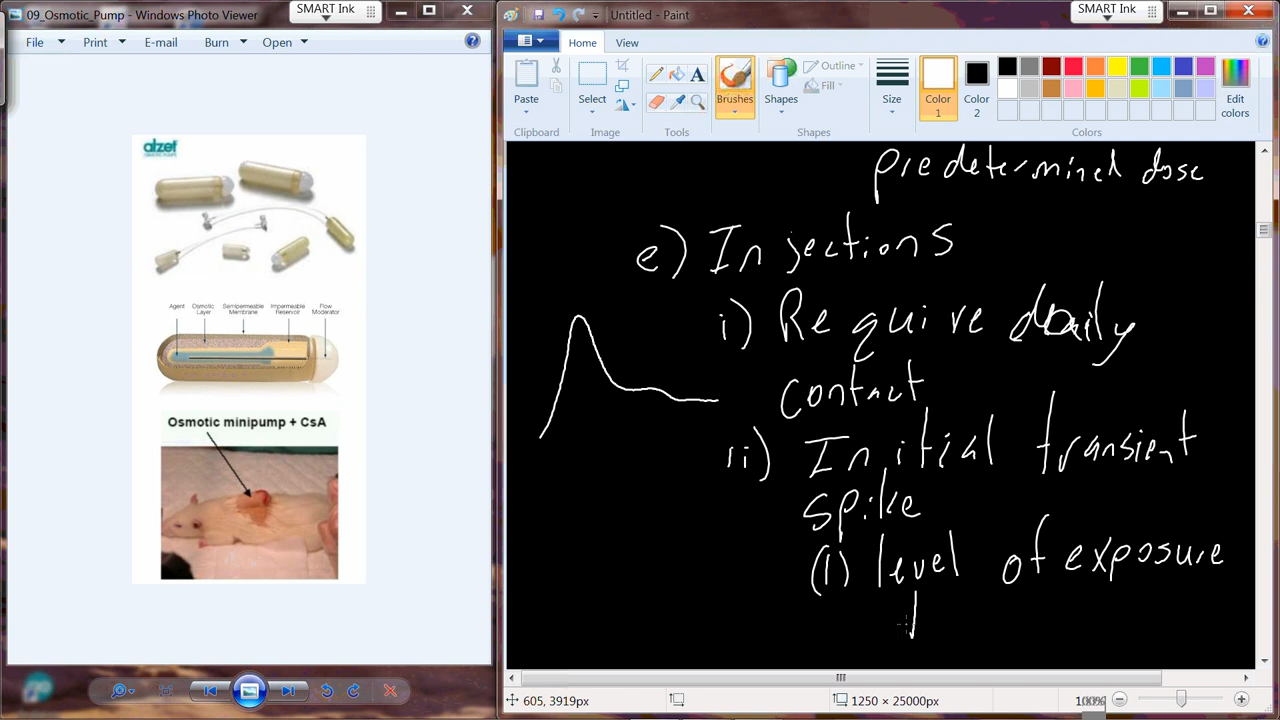 09_Osmotic_Pump - Windows Photo Viewer
SMART Ink
File Print E-mail Burn Open
alzet
OSMOTIC PUMPS
Agent
Osmotic Layer
Semipermeable Membrane
Impermeable Reservoir
Flow Moderator
Osmotic minipump + CsA
Untitled - Paint
SMART Ink
Home View
Paste
Clipboard
Select
Image
A
Tools
Brushes
Shapes
Outline
Fill
Shapes
Size
Color 1
Color 2
Edit colors
Colors
predetermined dose
e) Injections
i) Require daily
contact
ii) Initial transient
spike
(1) level of exposure
605, 3919px
1250 × 25000px
100%